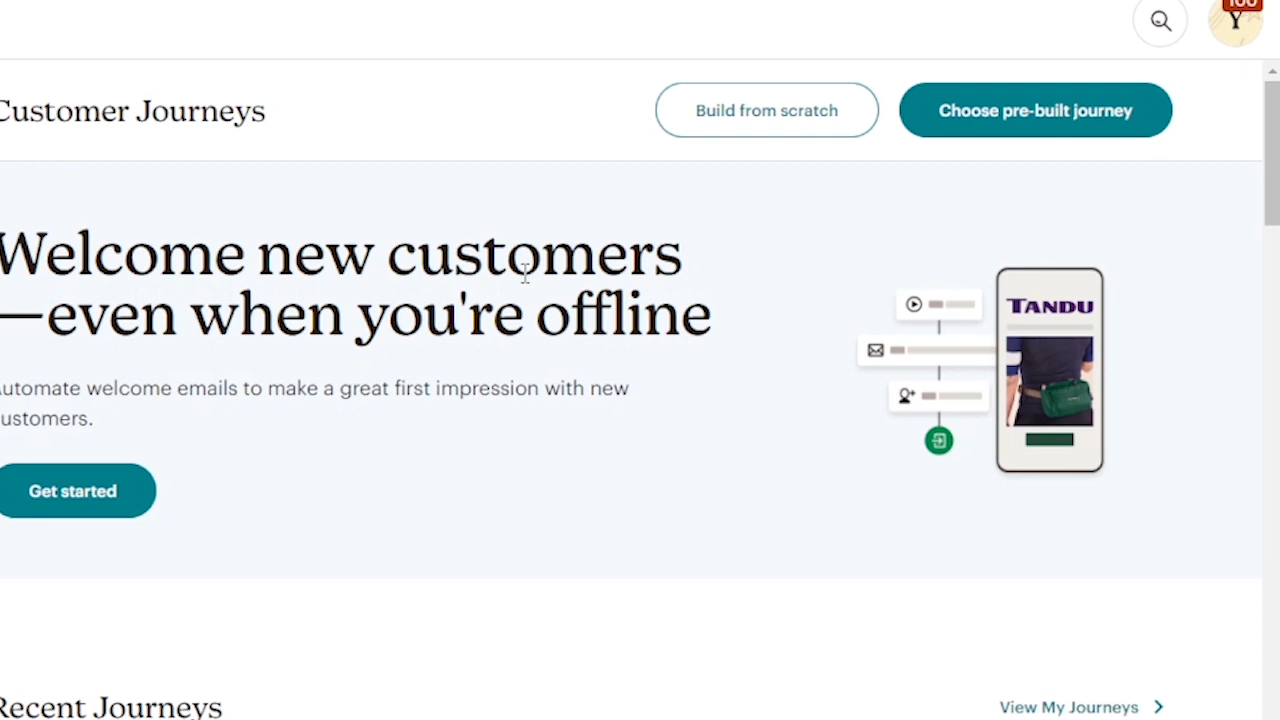 Y
Customer Journeys
Build from scratch
Choose pre-built journey
Welcome new customers
—even when you're offline
TANDU
utomate welcome emails to make a great first impression with new
ustomers.
Get started
Recent Journeys
View My Journeys